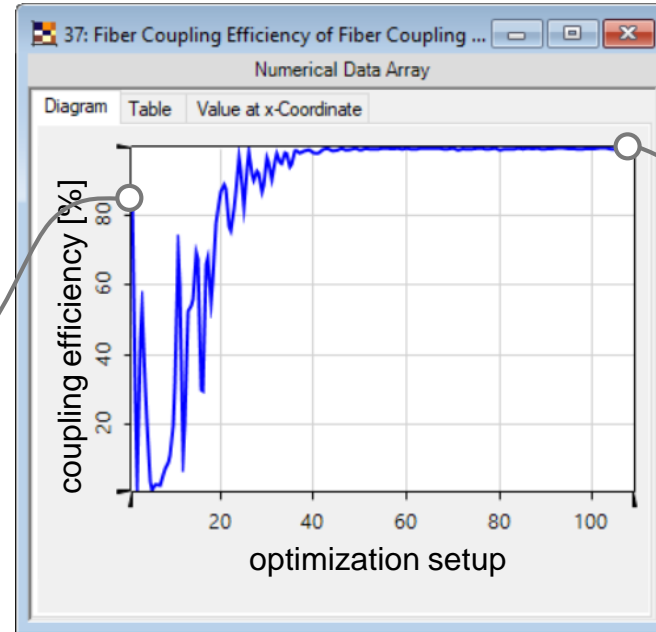 37: Fiber Coupling Efficiency of Fiber Coupling ...
Numerical Data Array
Diagram Table Value at x-Coordinate
coupling efficiency [%]
80
60
40
20
20 40 60 80 100
optimization setup